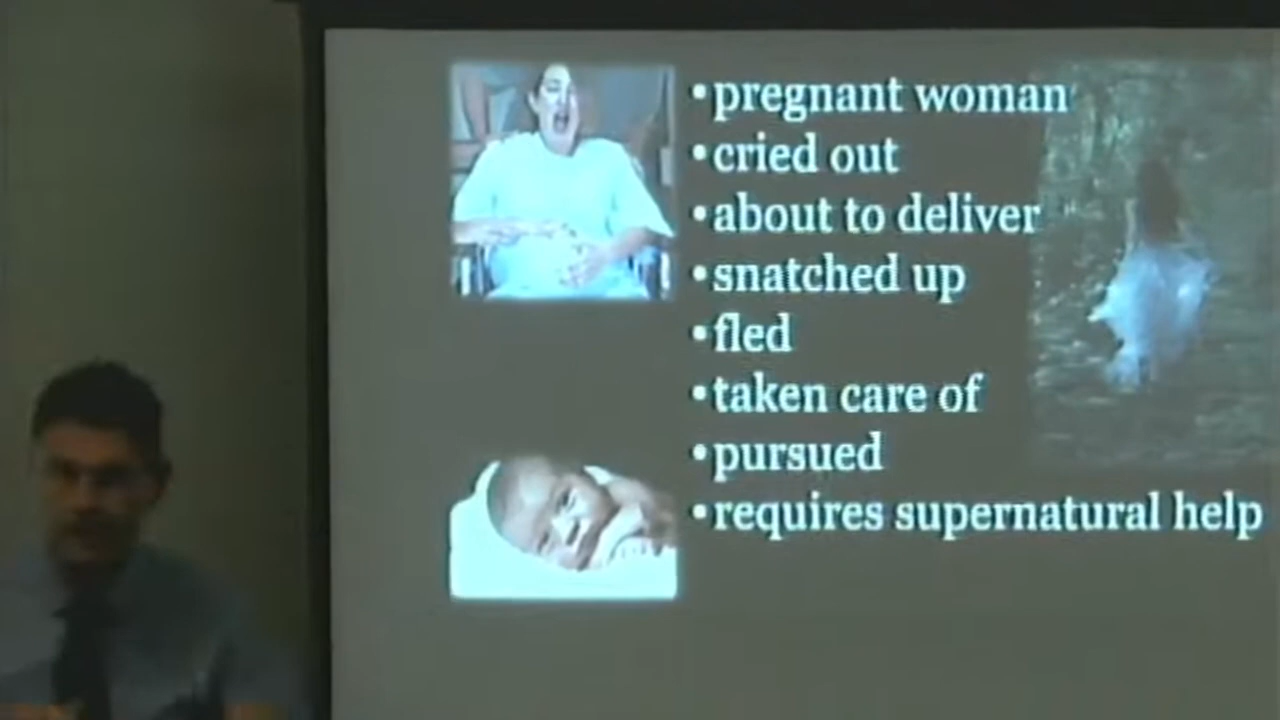 •pregnant woman
•cried out
•about to deliver
•snatched up
•fled
•taken care of
•pursued
•requires supernatural help